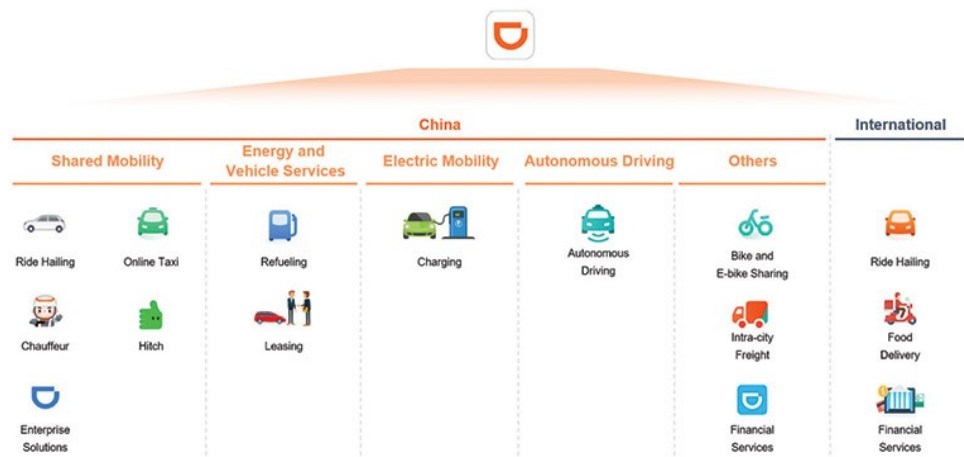 China
International
Shared Mobility
Energy and
Vehicle Services
Electric Mobility
Autonomous Driving
Others
Ride Hailing
Online Taxi
Refueling
Charging
Autonomous
Driving
Bike and
E-bike Sharing
Ride Hailing
Chauffeur
Hitch
Leasing
Intra-city
Freight
Food
Delivery
Enterprise
Solutions
Financial
Services
Financial
Services